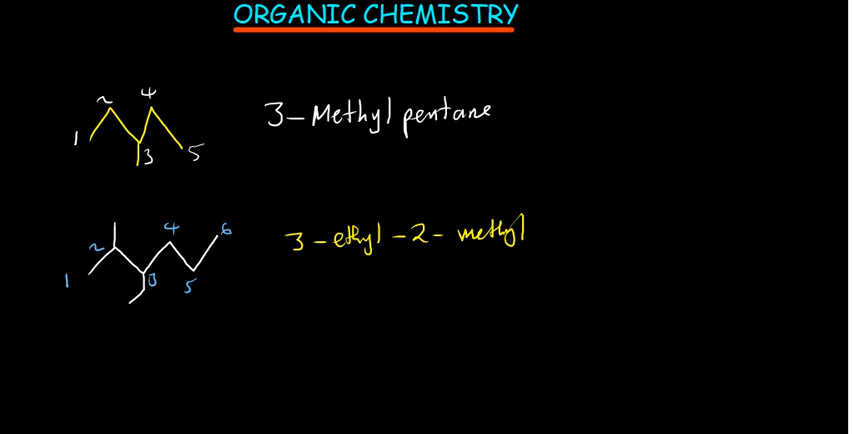 ORGANIC CHEMISTRY
1 2 3 4 5
3-Methyl pentane
1 2 3 4 5 6
3-ethyl-2-methyl